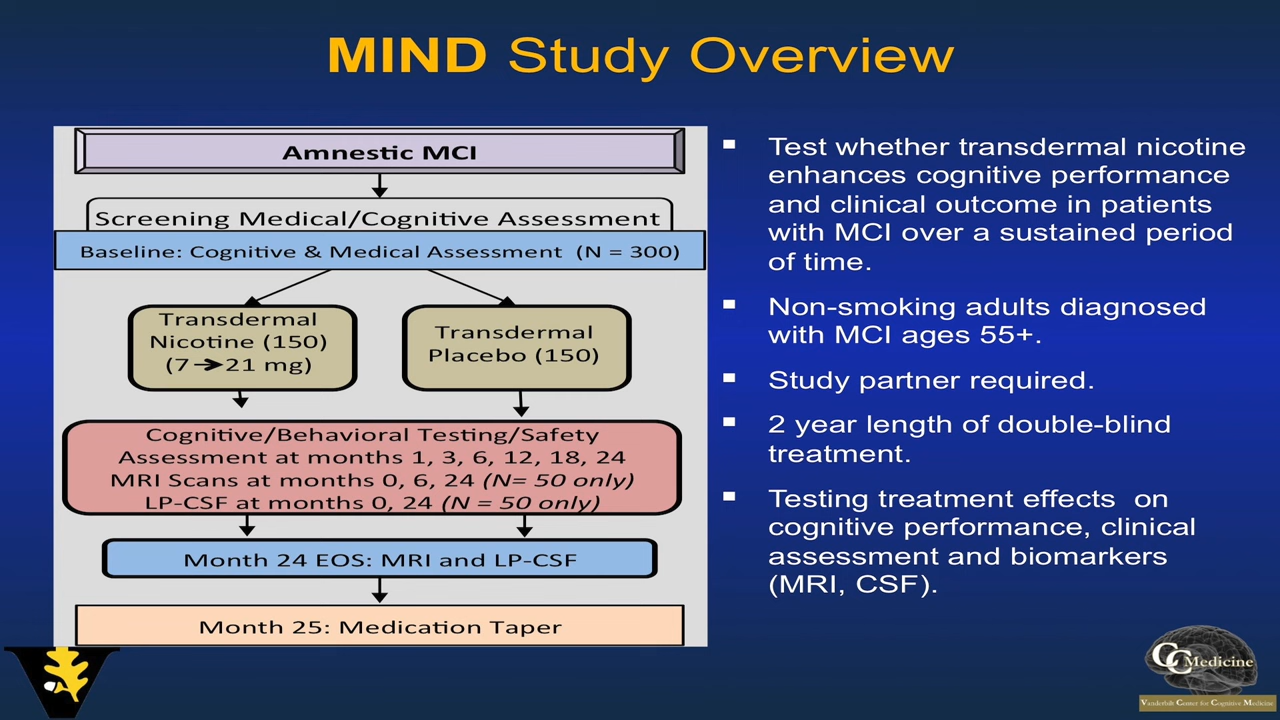 MIND Study Overview
Amnestic MCI
Screening Medical/Cognitive Assessment
Baseline: Cognitive & Medical Assessment (N = 300)
Transdermal
Nicotine (150)
(7➔21 mg)
Transdermal
Placebo (150)
Cognitive/Behavioral Testing/Safety
Assessment at months 1, 3, 6, 12, 18, 24
MRI Scans at months 0, 6, 24 (N= 50 only)
LP-CSF at months 0, 24 (N = 50 only)
Month 24 EOS: MRI and LP-CSF
Month 25: Medication Taper
Test whether transdermal nicotine
enhances cognitive performance
and clinical outcome in patients
with MCI over a sustained period
of time.
Non-smoking adults diagnosed
with MCI ages 55+.
Study partner required.
2 year length of double-blind
treatment.
Testing treatment effects on
cognitive performance, clinical
assessment and biomarkers
(MRI, CSF).
V
CC Medicine
Vanderbilt Center for Cognitive Medicine